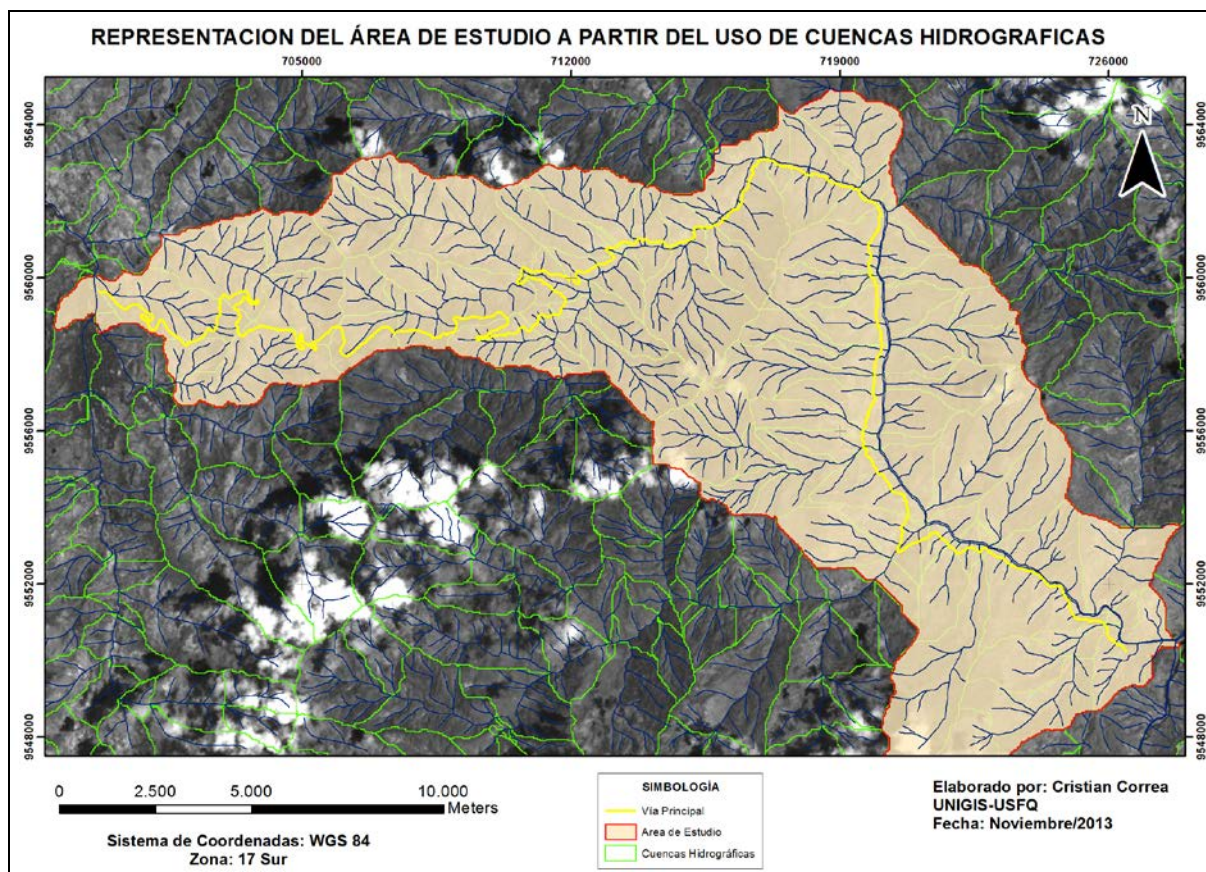 REPRESENTACION DEL ÁREA DE ESTUDIO A PARTIR DEL USO DE CUENCAS HIDROGRAFICAS
705000 712000 719000 726000
9564000 9564000
N
9560000 9560000
9556000 9556000
9552000 9552000
9548000 9548000
0 2.500 5.000 10.000
Meters
Sistema de Coordenadas: WGS 84
Zona: 17 Sur
SIMBOLOGÌA
Vía Principal
Area de Estudio
Cuencas Hidrográficas
Elaborado por: Cristian Correa
UNIGIS-USFQ
Fecha: Noviembre/2013